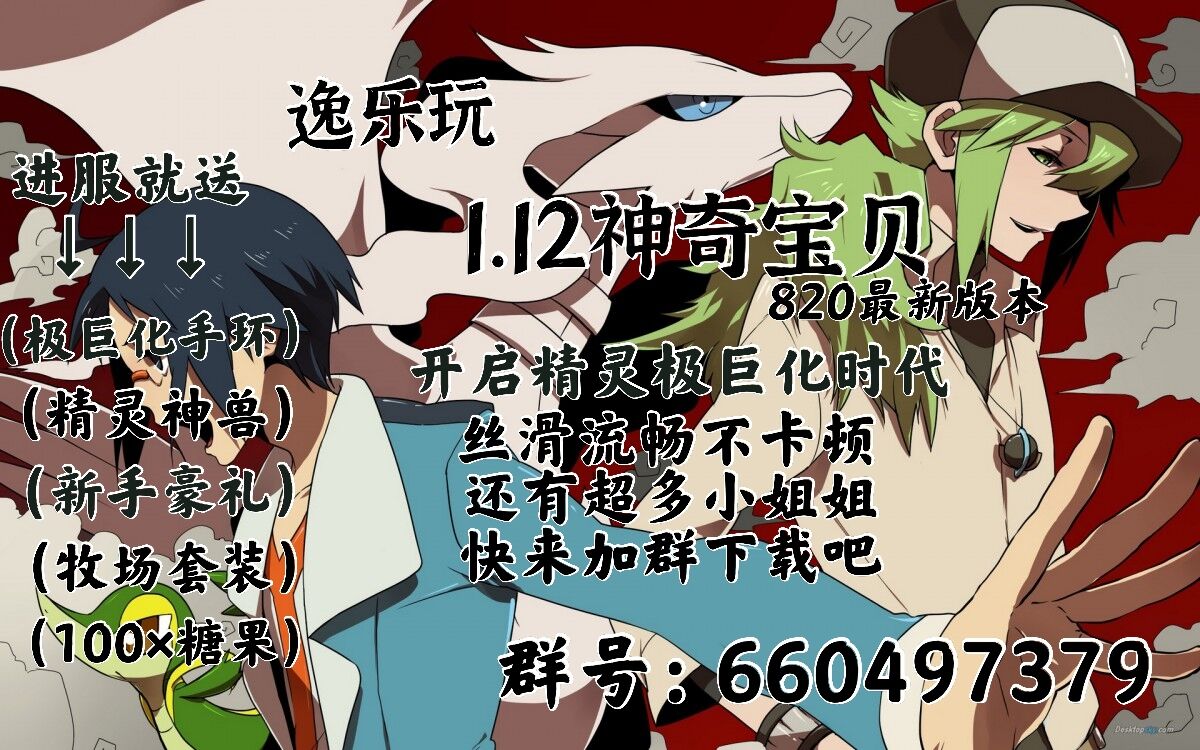 逸乐玩
进服就送
↓↓↓
(极巨化手环)
(精灵神兽)
(新手豪礼)
(牧场套装)
(100×糖果)
1.12神奇宝贝
820最新版本
开启精灵极巨化时代
丝滑流畅不卡顿
还有超多小姐姐
快来加群下载吧
群号:660497379
Desktopsky.com